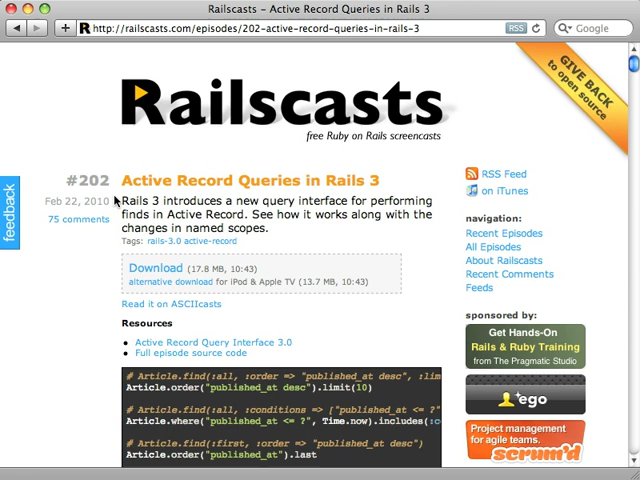 Railscasts - Active Record Queries in Rails 3
http://railscasts.com/episodes/202-active-record-queries-in-rails-3
RSS
Google
GIVE BACK
to open source
Railscasts
free Ruby on Rails screencasts
feedback
#202
Active Record Queries in Rails 3
Feb 22, 2010
75 comments
Rails 3 introduces a new query interface for performing
finds in Active Record. See how it works along with the
changes in named scopes.
Tags: rails-3.0 active-record
Download (17.8 MB, 10:43)
alternative download for iPod & Apple TV (13.7 MB, 10:43)
Read it on ASCIIcasts
Resources
Active Record Query Interface 3.0
Full episode source code
# Article.find(:all, :order => "published_at desc", :lim
Article.order("published_at desc").limit(10)
# Article.find(:all, :conditions => ["published_at <= ?"
Article.where("published_at <= ?", Time.now).includes(:c
# Article.find(:first, :order => "published_at desc")
Article.order("published_at").last
RSS Feed
on iTunes
navigation:
Recent Episodes
All Episodes
About Railscasts
Recent Comments
Feeds
sponsored by:
Get Hands-On
Rails & Ruby Training
from The Pragmatic Studio
ego
Project management
for agile teams.
scrum'd